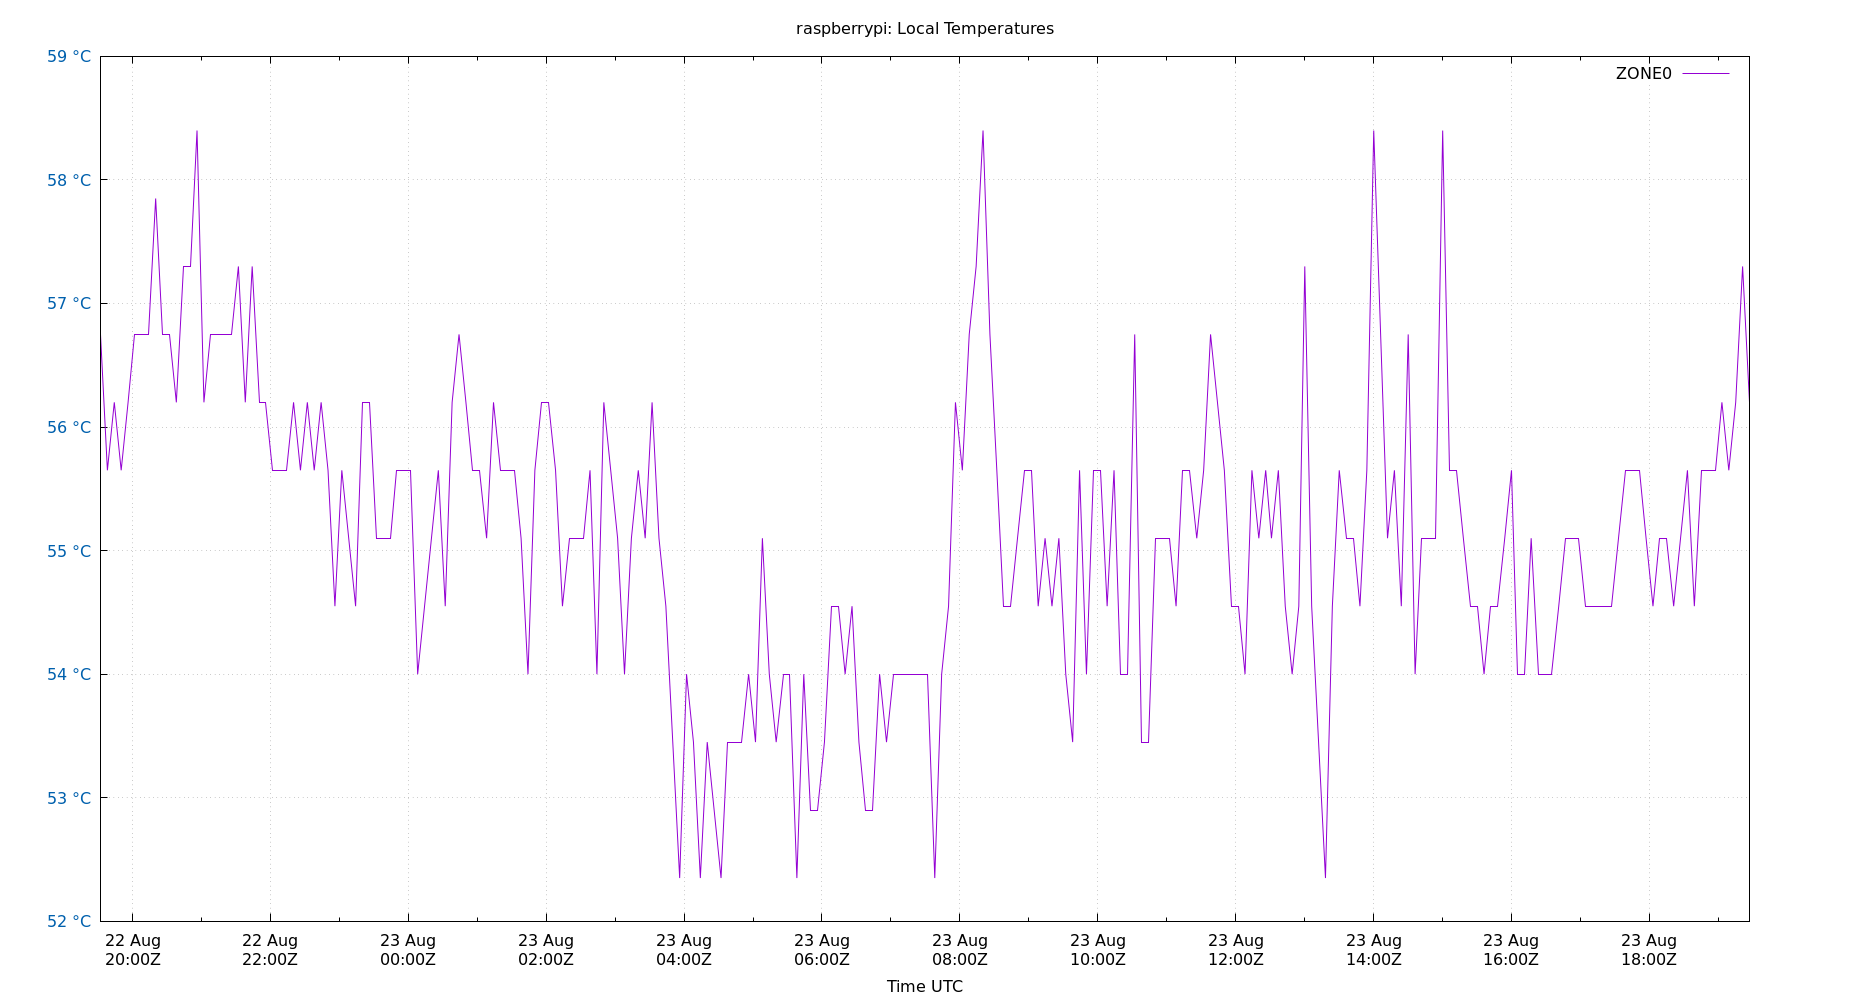 raspberrypi: Local Temperatures
ZONE0
59 °C
58 °C
57 °C
56 °C
55 °C
54 °C
53 °C
52 °C
22 Aug 22 Aug 23 Aug 23 Aug 23 Aug 23 Aug 23 Aug 23 Aug 23 Aug 23 Aug 23 Aug 23 Aug
20:00Z 22:00Z 00:00Z 02:00Z 04:00Z 06:00Z 08:00Z 10:00Z 12:00Z 14:00Z 16:00Z 18:00Z
Time UTC